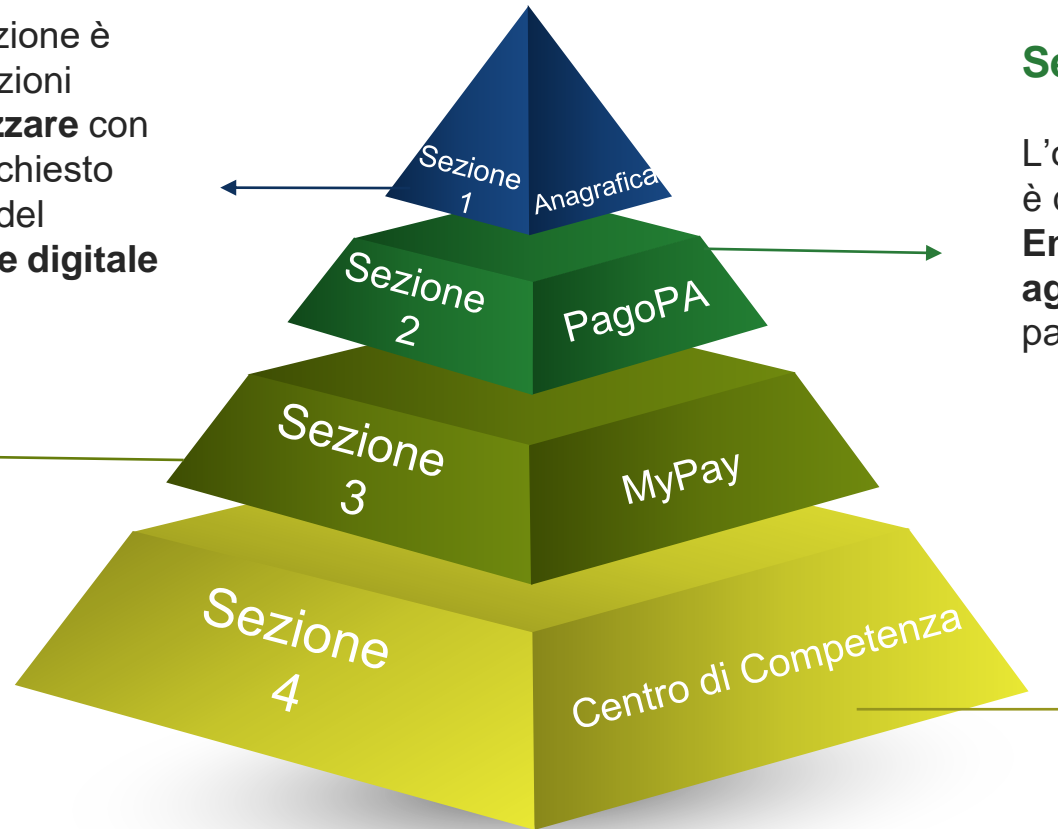 zione è
zioni
zzare con
chiesto
del
e digitale
Sezione
1
Anagrafica
Se
L'o
è
En
ag
pa
Sezione
2
PagoPA
Sezione
3
MyPay
Sezione
4
Centro di Competenza